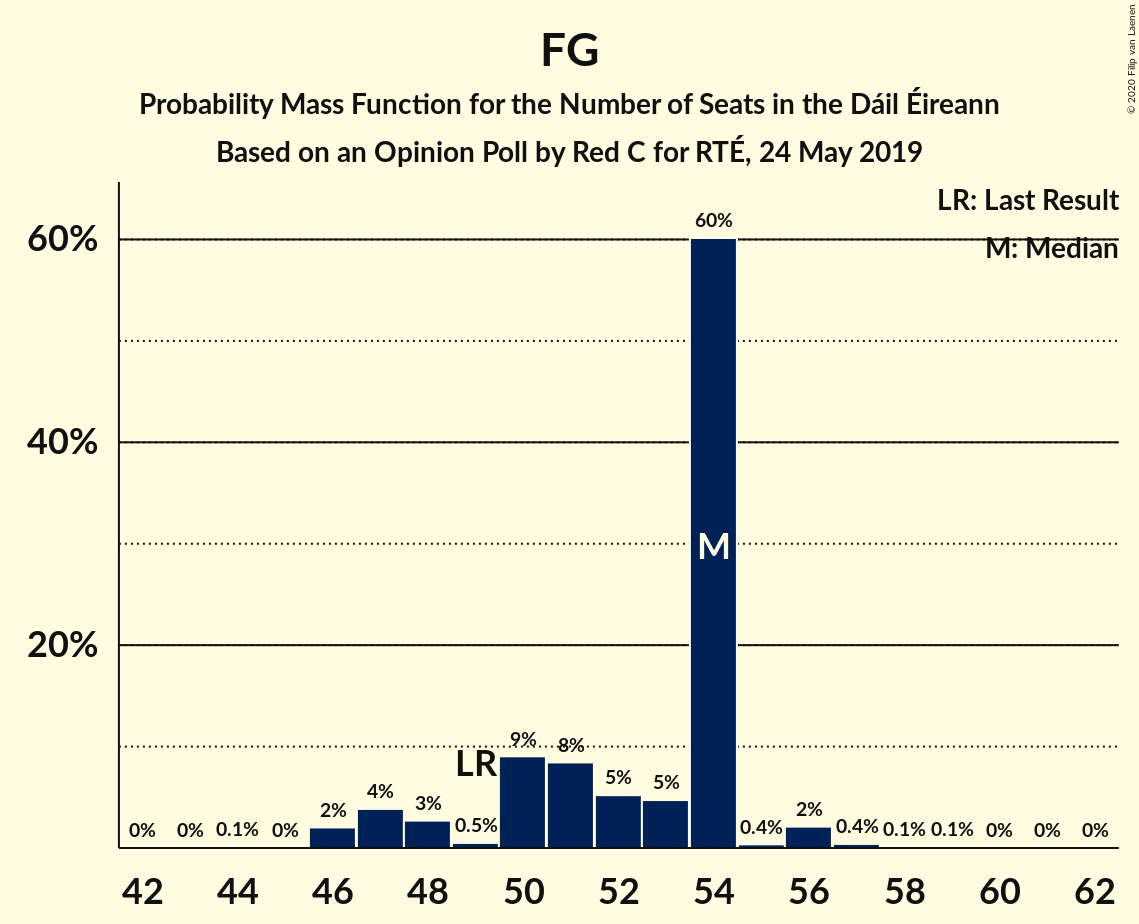 FG
Probability Mass Function for the Number of Seats in the Dáil Éireann
Based on an Opinion Poll by Red C for RTÉ, 24 May 2019
© 2020 Filip van Laenen
LR: Last Result
M: Median
60%
40%
20%
0% 0% 0.1% 0% 2% 4% 3% 0.5% 9% 8% 5% 5% 60% 0.4% 2% 0.4% 0.1% 0.1% 0% 0% 0%
LR
M
42 44 46 48 50 52 54 56 58 60 62